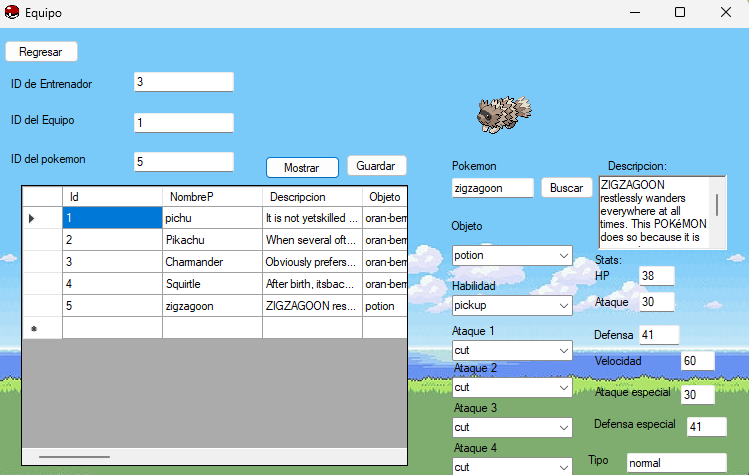 Equipo
Regresar
ID de Entrenador
3
ID del Equipo
1
ID del pokemon
5
Mostrar
Guardar
Id NombreP Descripcion Objeto
1 pichu It is not yetskilled ... oran-berr
2 Pikachu When several oft... oran-berr
3 Charmander Obviously prefers... oran-berr
4 Squirtle After birth, itsback... oran-berr
5 zigzagoon ZIGZAGOON res... potion
Pokemon
zigzagoon
Buscar
Descripcion:
ZIGZAGOON
restlessly wanders
everywhere at all
times. This POKéMON
does so because it is
Objeto
potion
Habilidad
pickup
Ataque 1
cut
Ataque 2
cut
Ataque 3
cut
Ataque 4
cut
Stats:
HP
38
Ataque
30
Defensa
41
Velocidad
60
Ataque especial
30
Defensa especial
41
Tipo
normal